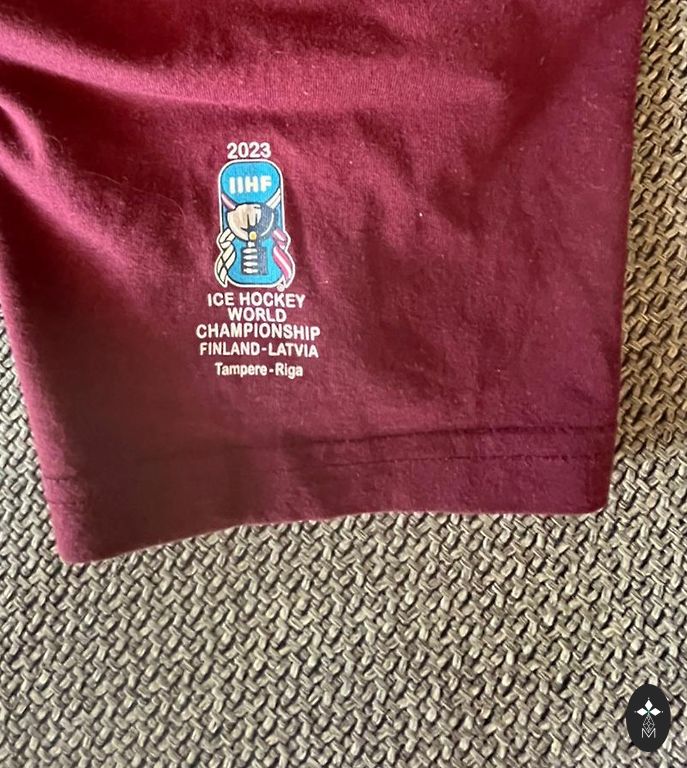 2023
IIHF
®
ICE HOCKEY
WORLD
CHAMPIONSHIP
FINLAND-LATVIA
Tampere-Riga
M